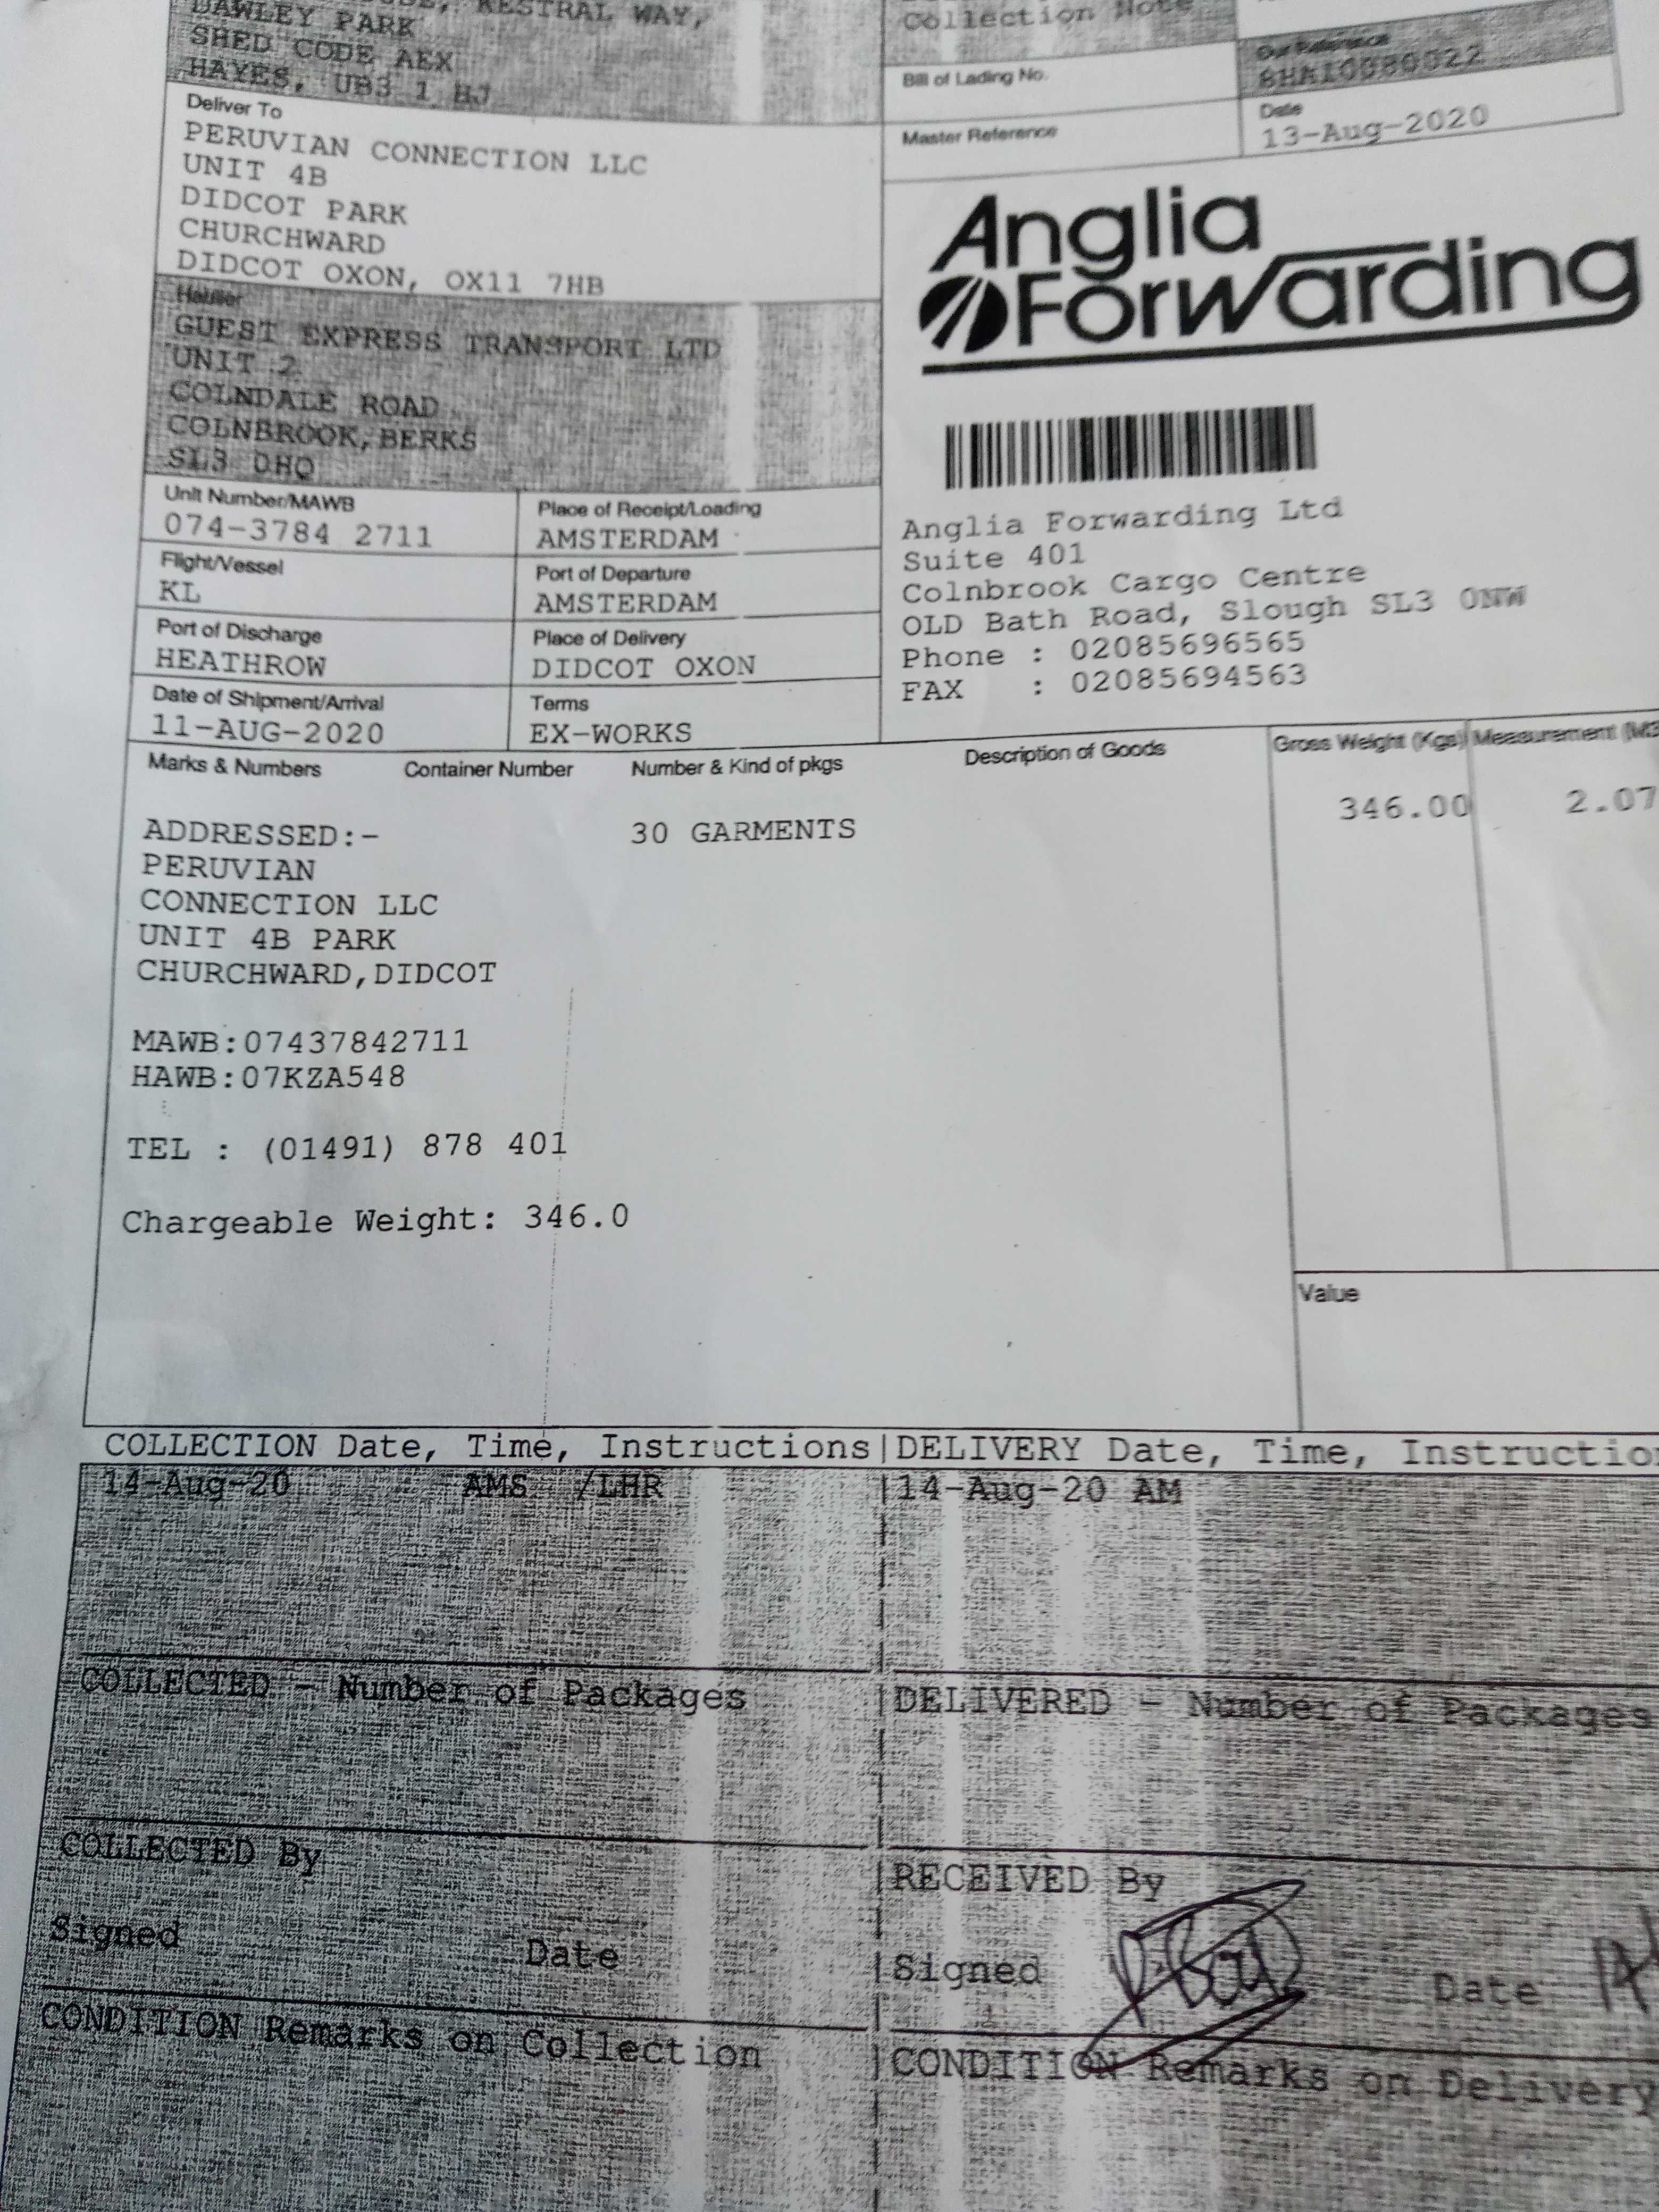 KESTRAL WAY,
DAWLEY PARK
SHED CODE AEX
HAYES, UB3 1 HJ
Collection Note
Our Reference
Bill of Lading No.
Master Reference
Date
13-Aug-2020
Deliver To
PERUVIAN CONNECTION LLC
UNIT 4B
DIDCOT PARK
CHURCHWARD
DIDCOT OXON, OX11 7HB
Anglia
Forwarding
Haulier
GUEST EXPRESS TRANSPORT LTD
UNIT 2
COLNDALE ROAD
COLNBROOK, BERKS
SL3 0HQ
Unit Number/MAWB
074-3784 2711
Place of Receipt/Loading
AMSTERDAM
Flight/Vessel
KL
Port of Departure
AMSTERDAM
Port of Discharge
HEATHROW
Place of Delivery
DIDCOT OXON
Date of Shipment/Arrival
11-AUG-2020
Terms
EX-WORKS
Anglia Forwarding Ltd
Suite 401
Colnbrook Cargo Centre
OLD Bath Road, Slough SL3 0NW
Phone : 02085696565
FAX : 02085694563
Marks & Numbers Container Number Number & Kind of pkgs Description of Goods Gross Weight (Kgs) Measurement (M3
ADDRESSED:- 30 GARMENTS 346.00 2.07
PERUVIAN
CONNECTION LLC
UNIT 4B PARK
CHURCHWARD,DIDCOT
MAWB:07437842711
HAWB:07KZA548
TEL : (01491) 878 401
Chargeable Weight: 346.0
Value
COLLECTION Date, Time, Instructions|DELIVERY Date, Time, Instructio
14-Aug-20 AMS /LHR |14-Aug-20 AM
COLLECTED - Number of Packages |DELIVERED - Number of Packages
COLLECTED By |RECEIVED By
Signed Date |Signed Date
CONDITION Remarks on Collection |CONDITION Remarks on Delivery